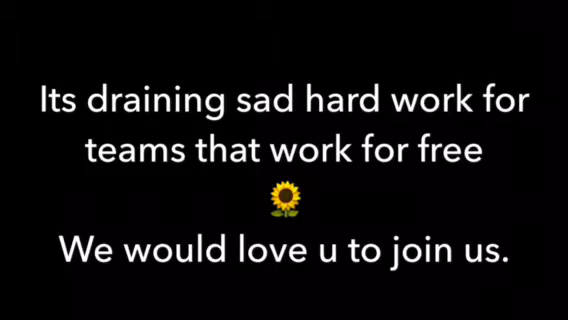 Its draining sad hard work for
teams that work for free
🌻
We would love u to join us.